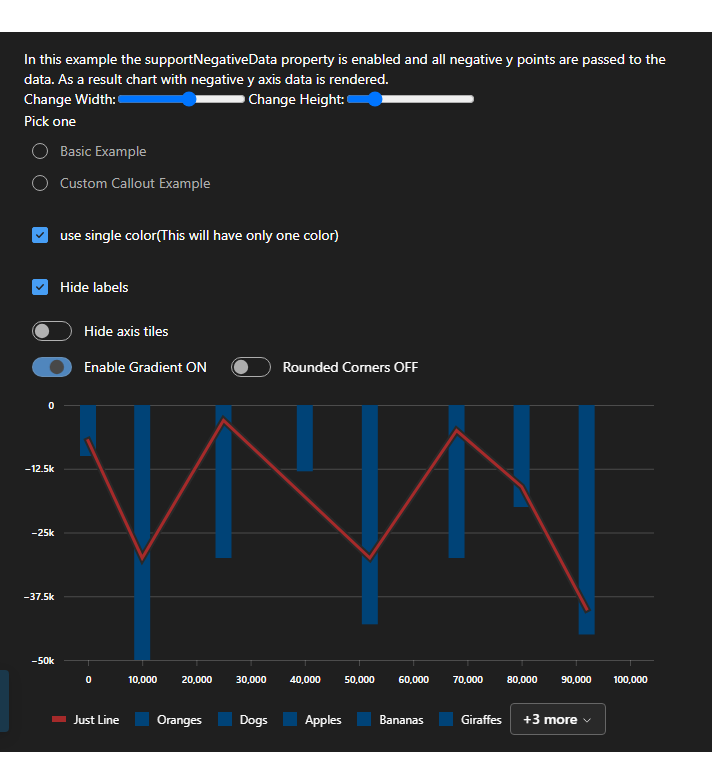 In this example the supportNegativeData property is enabled and all negative y points are passed to the
data. As a result chart with negative y axis data is rendered.
Change Width: Change Height:
Pick one
Basic Example
Custom Callout Example
use single color(This will have only one color)
Hide labels
Hide axis tiles
Enable Gradient ON Rounded Corners OFF
0
−12.5k
−25k
−37.5k
−50k
0 10,000 20,000 30,000 40,000 50,000 60,000 70,000 80,000 90,000 100,000
Just Line Oranges Dogs Apples Bananas Giraffes +3 more